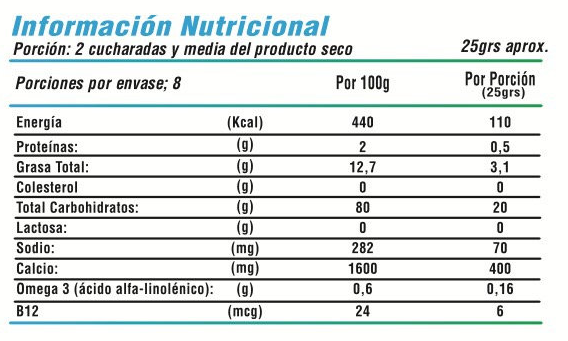 Información Nutricional
Porción: 2 cucharadas y media del producto seco 25grs aprox.
Porciones por envase; 8 Por 100g Por Porción
(25grs)
Energía (Kcal) 440 110
Proteínas: (g) 2 0,5
Grasa Total: (g) 12,7 3,1
Colesterol (g) 0 0
Total Carbohidratos: (g) 80 20
Lactosa: (g) 0 0
Sodio: (mg) 282 70
Calcio: (mg) 1600 400
Omega 3 (ácido alfa-linolénico): (g) 0,6 0,16
B12 (mcg) 24 6